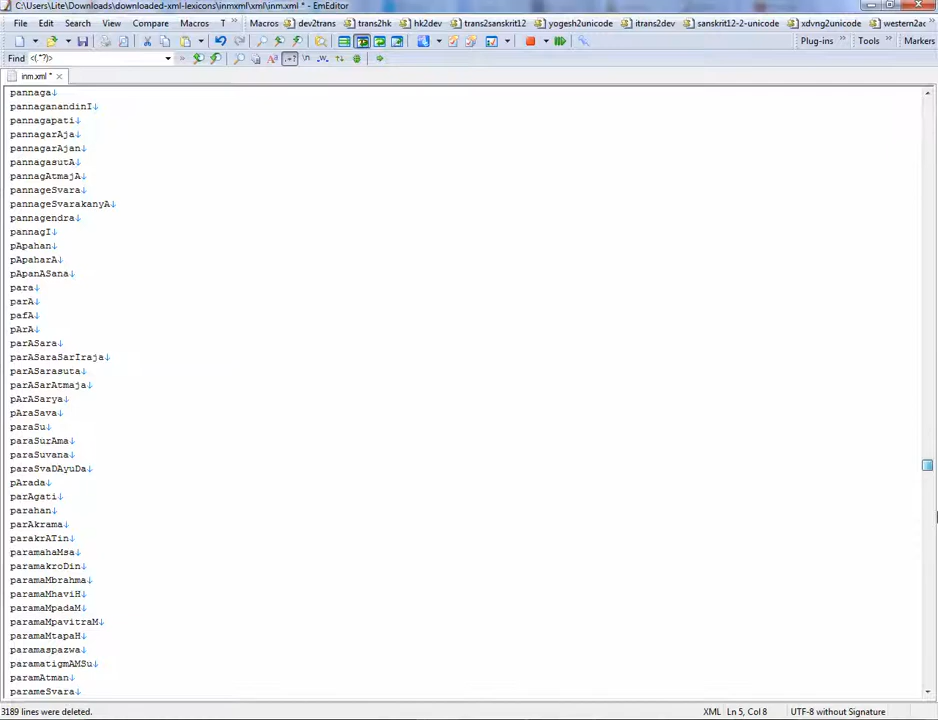 C:\Users\Lite\Downloads\downloaded-xml-lexicons\inmxml\xml\inm.xml * - EmEditor
File Edit Search View Compare Macros T » Macros dev2trans trans2hk hk2dev trans2sanskrit12 yogesh2unicode itrans2dev sanskrit12-2-unicode xdvng2unicode western2ac »
Plug-ins » Tools » Markers
Find <(.*?)> »
inm.xml *
pannaga↓
pannaganandinI↓
pannagapati↓
pannagarAja↓
pannagarAjan↓
pannagasutA↓
pannagAtmajA↓
pannageSvara↓
pannageSvarakanyA↓
pannagendra↓
pannagI↓
pApahan↓
pApaharA↓
pApanASana↓
para↓
parA↓
pafA↓
pArA↓
parASara↓
parASaraSarIraja↓
parASarasuta↓
parASarAtmaja↓
pArASarya↓
pAraSava↓
paraSu↓
paraSurAma↓
paraSuvana↓
paraSvaDAyuDa↓
pArada↓
parAgati↓
parahan↓
parAkrama↓
parakrATin↓
paramahaMsa↓
paramakroDin↓
paramaMbrahma↓
paramaMhaviH↓
paramaMpadaM↓
paramaMpavitraM↓
paramaMtapaH↓
paramaspazwa↓
paramatigmAMSu↓
paramAtman↓
parameSvara↓
3189 lines were deleted. XML Ln 5, Col 8 UTF-8 without Signature